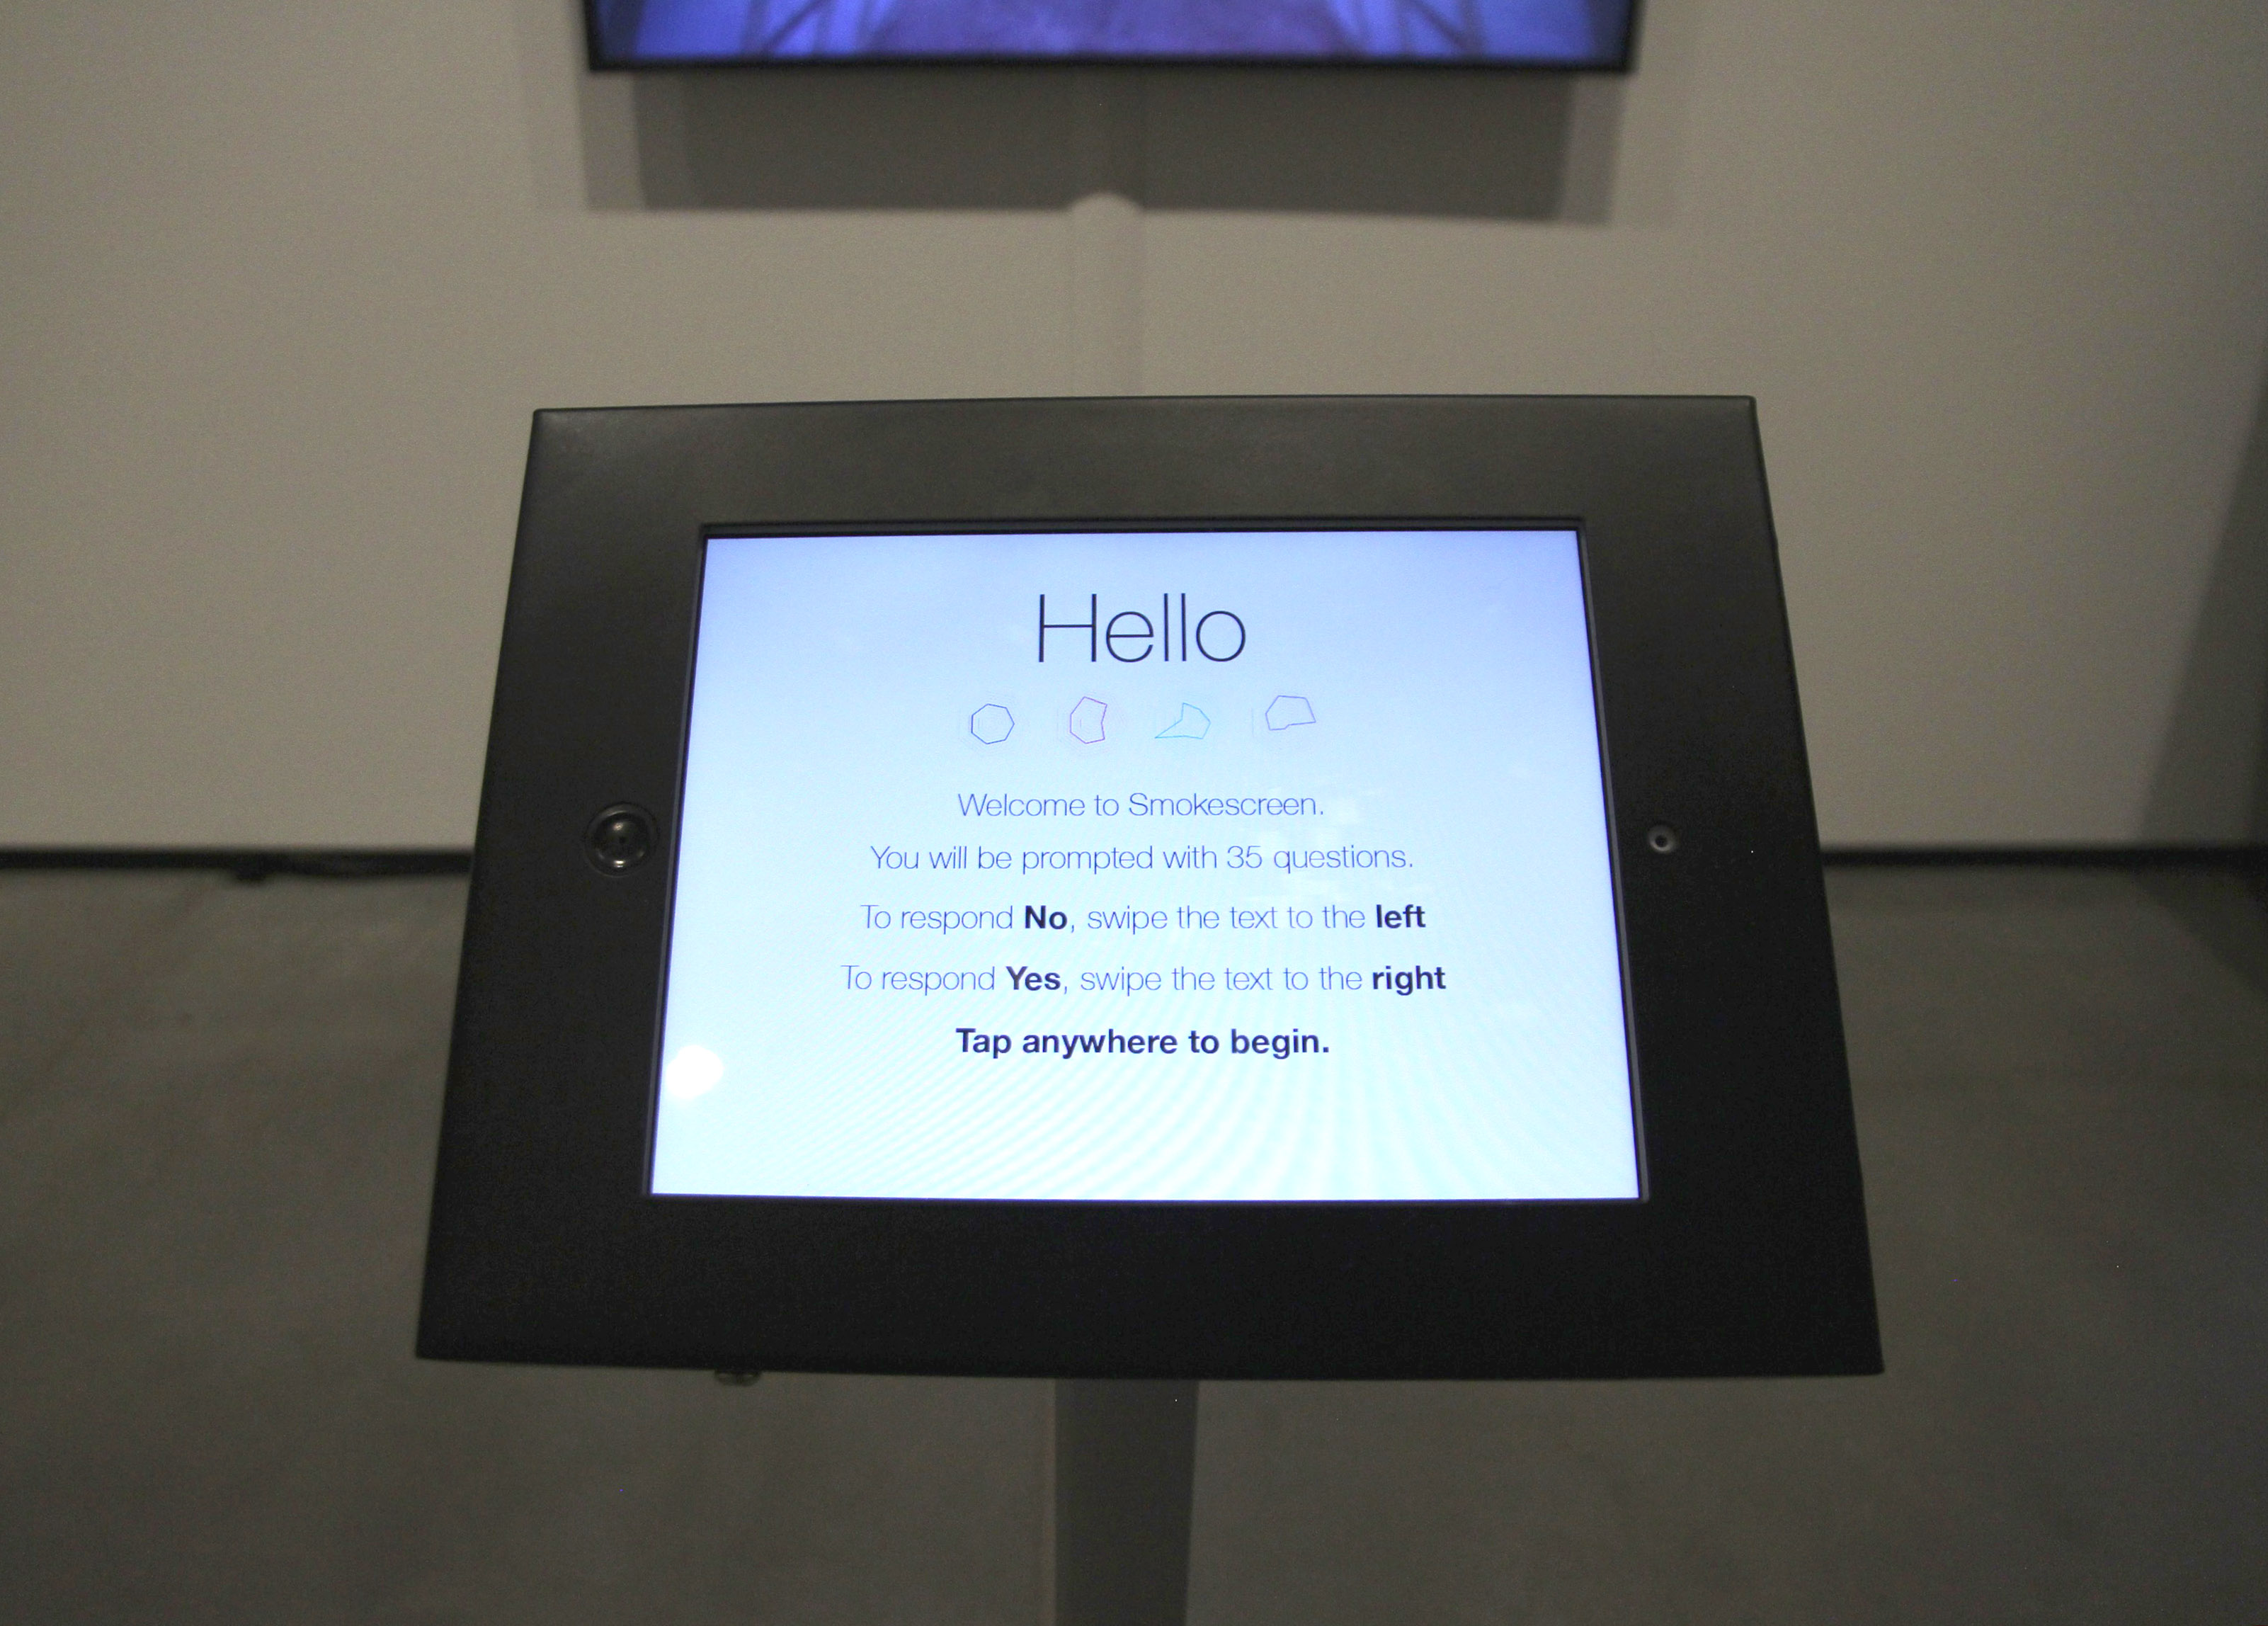 Hello
Welcome to Smokescreen.
You will be prompted with 35 questions.
To respond No, swipe the text to the left
To respond Yes, swipe the text to the right
Tap anywhere to begin.